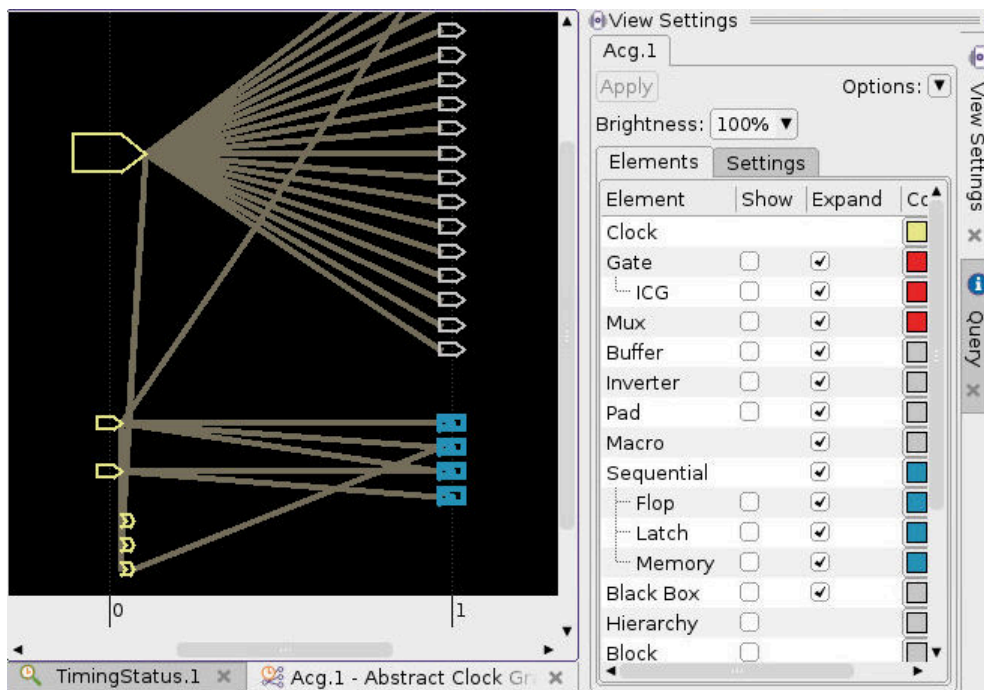 View Settings
Acg.1
Apply
Options:
Brightness: 100%
Elements Settings
Element Show Expand Cc
Clock
Gate
ICG
Mux
Buffer
Inverter
Pad
Macro
Sequential
Flop
Latch
Memory
Black Box
Hierarchy
Block
View Settings
Query
0 1
TimingStatus.1
Acg.1 - Abstract Clock Gr